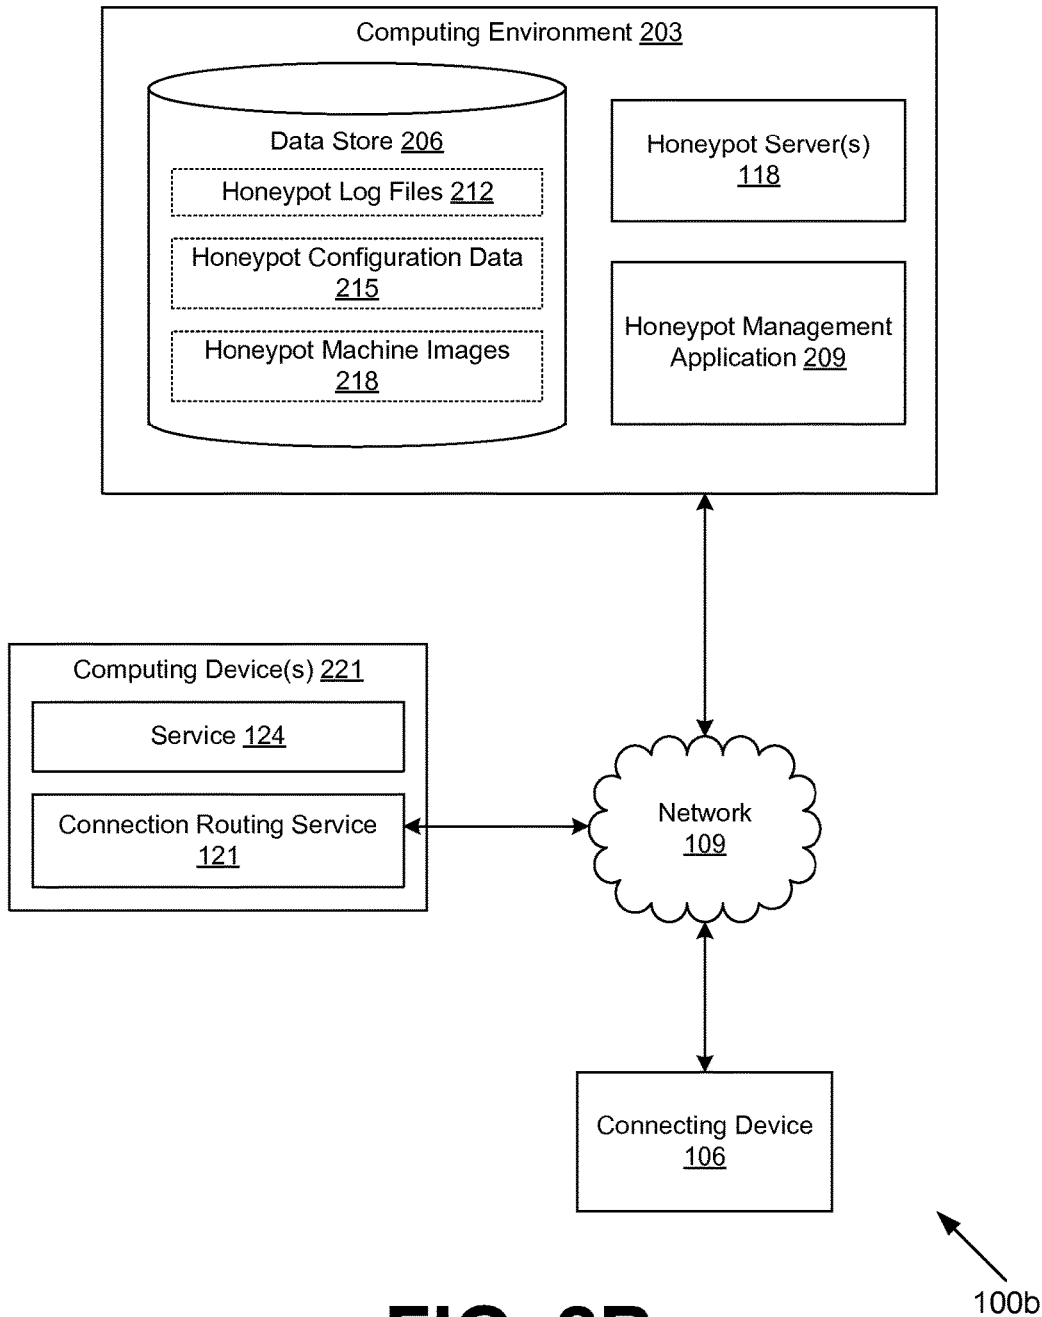 Computing Environment 203
Data Store 206
Honeypot Log Files 212
Honeypot Configuration Data
215
Honeypot Machine Images
218
Honeypot Server(s)
118
Honeypot Management
Application 209
Computing Device(s) 221
Service 124
Connection Routing Service
121
Network
109
Connecting Device
106
100b